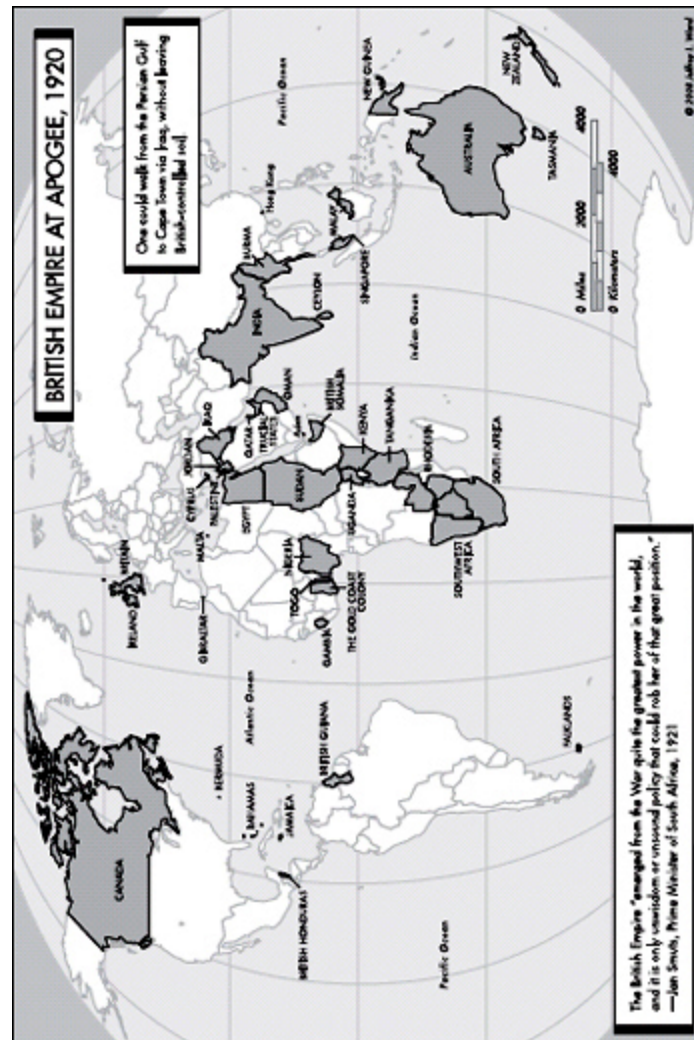 BRITISH EMPIRE AT APOGEE, 1920
One could walk from the Persian Gulf
to Cape Town via Iraq, without leaving
British-controlled soil.
CANADA
BRITAIN
IRELAND
GIBRALTAR
MALTA
CYPRUS
PALESTINE
JORDAN
IRAQ
QATAR
TRUCIAL
STATES
OMAN
Aden
BRITISH
SOMALIA
EGYPT
SUDAN
UGANDA
KENYA
TANGANIKA
RHODESIA
SOUTH AFRICA
SOUTHWEST
AFRICA
NIGERIA
TOGO
THE GOLD COAST
COLONY
GAMBIA
INDIA
BURMA
CEYLON
Hong Kong
MALAY
SINGAPORE
NEW GUINEA
AUSTRALIA
TASMANIA
NEW
ZEALAND
BERMUDA
BAHAMAS
JAMAICA
BRITISH HONDURAS
BRITISH GUIANA
FALKLANDS
Atlantic Ocean
Pacific Ocean
Indian Ocean
Pacific Ocean
0 Miles 2000 4000
0 Kilometers 4000
The British Empire "emerged from the War quite the greatest power in the world,
and it is only unwisdom or unsound policy that could rob her of that great position."
—Jan Smuts, Prime Minister of South Africa, 1921
© 2008 Jeffrey L. Ward